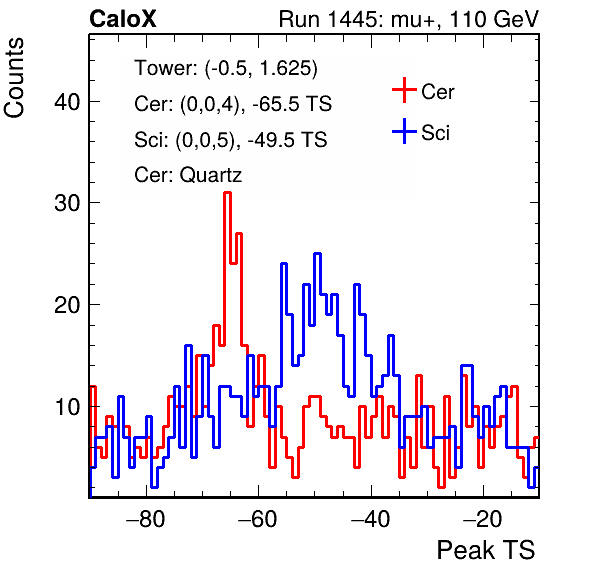 CaloX Run 1445: mu+, 110 GeV
Counts
Tower: (-0.5, 1.625)
Cer: (0,0,4), -65.5 TS
Sci: (0,0,5), -49.5 TS
Cer: Quartz
Cer
Sci
40
30
20
10
−80 −60 −40 −20
Peak TS